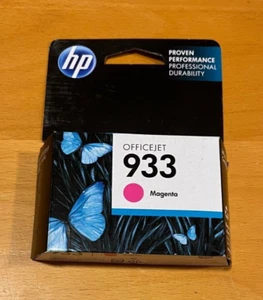 hp
PROVEN
PERFORMANCE
PROFESSIONAL
DURABILITY
OFFICEJET
933
Magenta